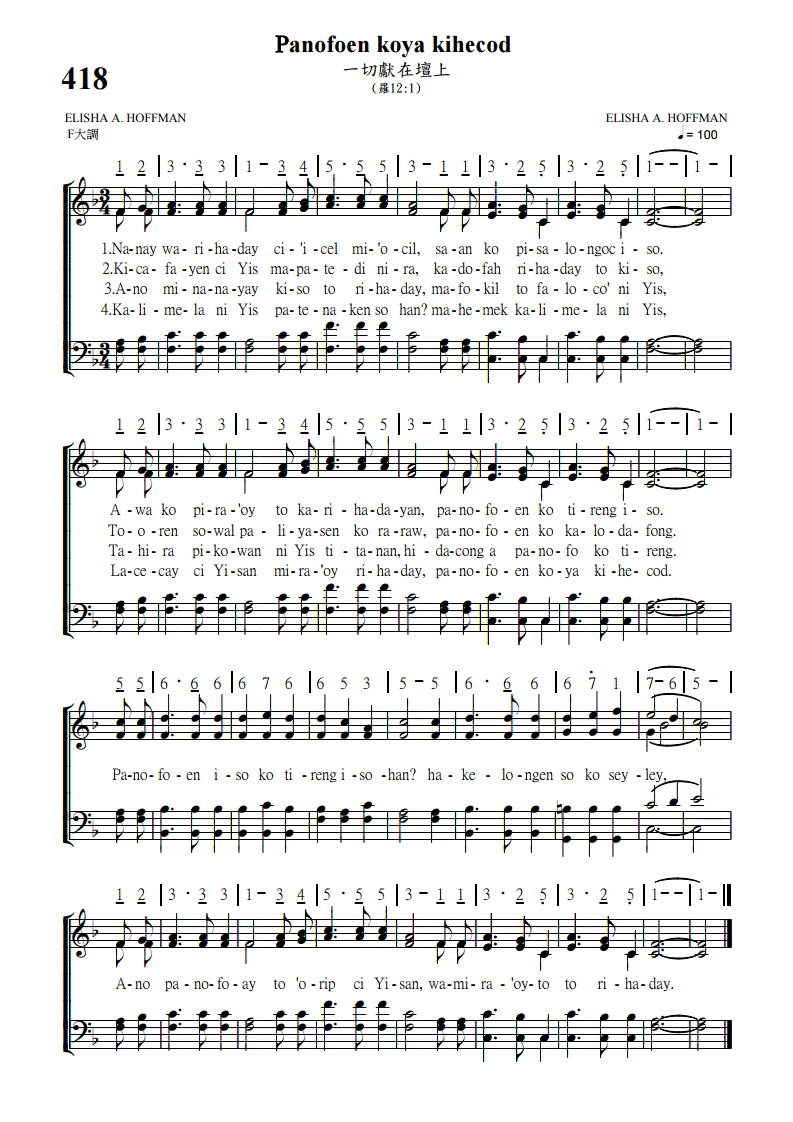 Panofoen koya kihecod
418
一切獻在壇上
（羅12:1）
ELISHA A. HOFFMAN
ELISHA A. HOFFMAN
F大調
♩ = 100
1 2 | 3 · 3 3 | 1 - 3 4 | 5 · 5 5 | 3 - 1 1 | 3 · 2 5 | 3 · 2 5 | 1 - - | 1 - |
1.Na-nay wa-ri-ha-day ci-'i-cel mi-'o-cil, sa-an ko pi-sa-lo-ngoc i-so.
2.Ki-ca-fa-yen ci Yis ma-pa-te-di ni-ra, ka-do-fah ri-ha-day to ki-so,
3.A-no mi-na-na-yay ki-so to ri-ha-day, ma-fo-kil to fa-lo-co' ni Yis,
4.Ka-li-me-la ni Yis pa-te-na-ken so han? ma-he-mek ka-li-me-la ni Yis,
1 2 | 3 · 3 3 | 1 - 3 4 | 5 · 5 5 | 3 - 1 1 | 3 · 2 5 | 3 · 2 5 | 1 - - | 1 - |
A-wa ko pi-ra-'oy to ka-ri-ha-da-yan, pa-no-fo-en ko ti-reng i-so.
To-o-ren so-wal pa-li-ya-sen ko ra-raw, pa-no-fo-en ko ka-lo-da-fong.
Ta-hi-ra pi-ko-wan ni Yis ti-ta-nan, hi-da-cong a pa-no-fo ko ti-reng.
La-ce-cay ci Yi-san mi-ra-'oy ri-ha-day, pa-no-fo-en ko-ya ki-he-cod.
5 5 | 6 · 6 6 | 6 7 6 | 6 5 3 | 5 - 5 | 6 · 6 6 | 6 7 1 | 7 - 6 | 5 - |
Pa-no-fo-en i-so ko ti-reng i-so-han? ha-ke-lo-ngen so ko sey-ley,
1 2 | 3 · 3 3 | 1 - 3 4 | 5 · 5 5 | 3 - 1 1 | 3 · 2 5 | 3 · 2 5 | 1 - - | 1 - ‖
A-no pa-no-fo-ay to 'o-rip ci Yi-san, wa-mi-ra-'oy-to to ri-ha-day.